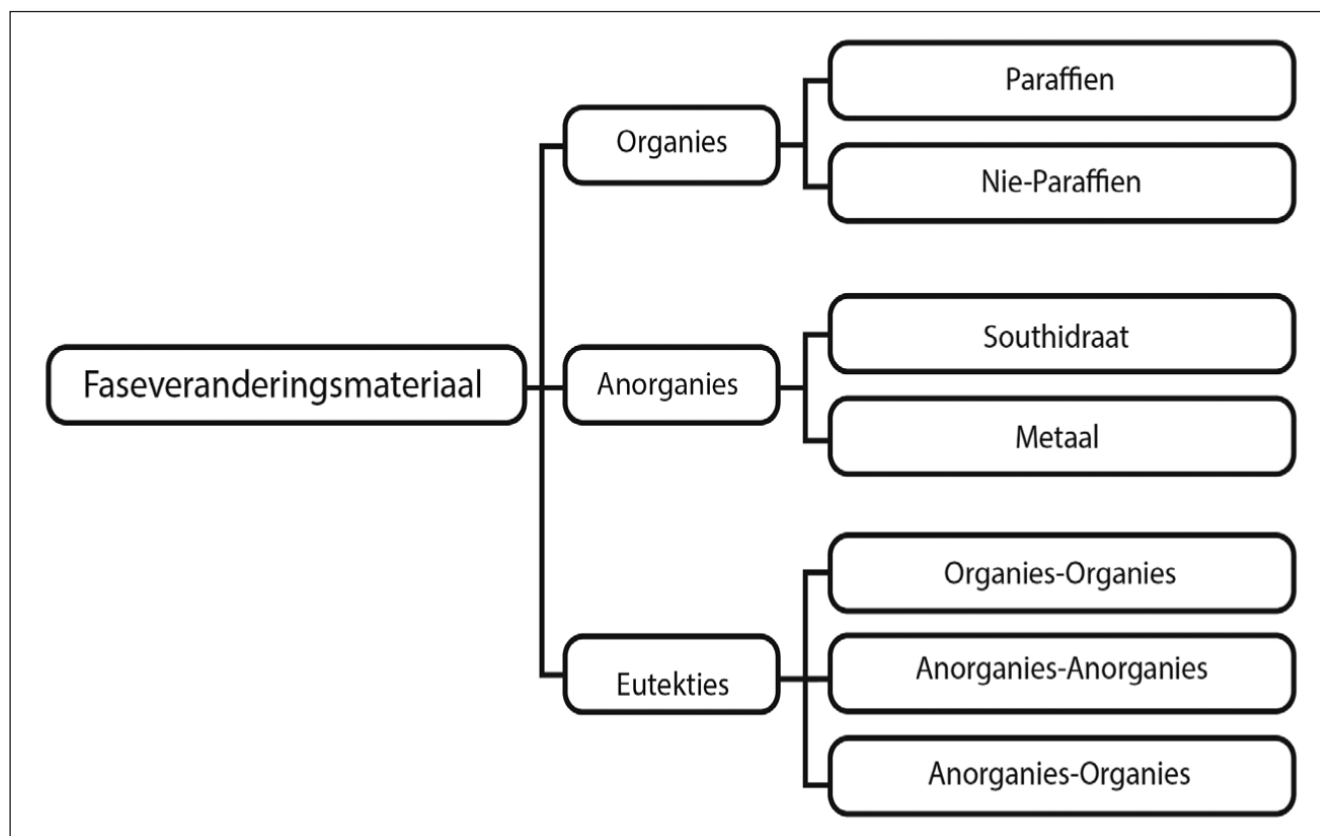 Faseveranderingsmateriaal
Organies
Paraffien
Nie-Paraffien
Anorganies
Southidraat
Metaal
Eutekties
Organies-Organies
Anorganies-Anorganies
Anorganies-Organies